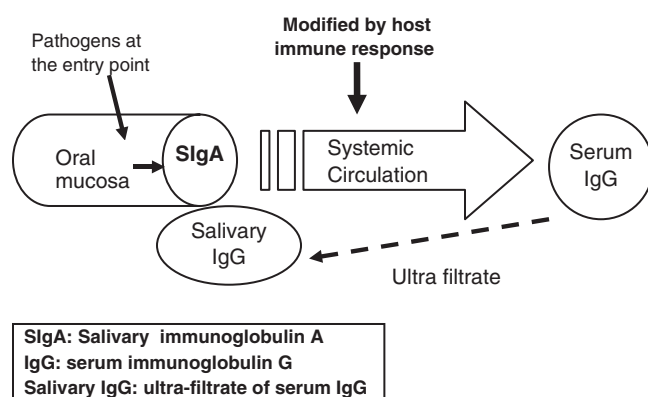 Modified by host
immune response
Pathogens at
the entry point
Oral
mucosa
SIgA
Systemic
Circulation
Serum
IgG
Salivary
IgG
Ultra filtrate
SIgA: Salivary immunoglobulin A
IgG: serum immunoglobulin G
Salivary IgG: ultra-filtrate of serum IgG